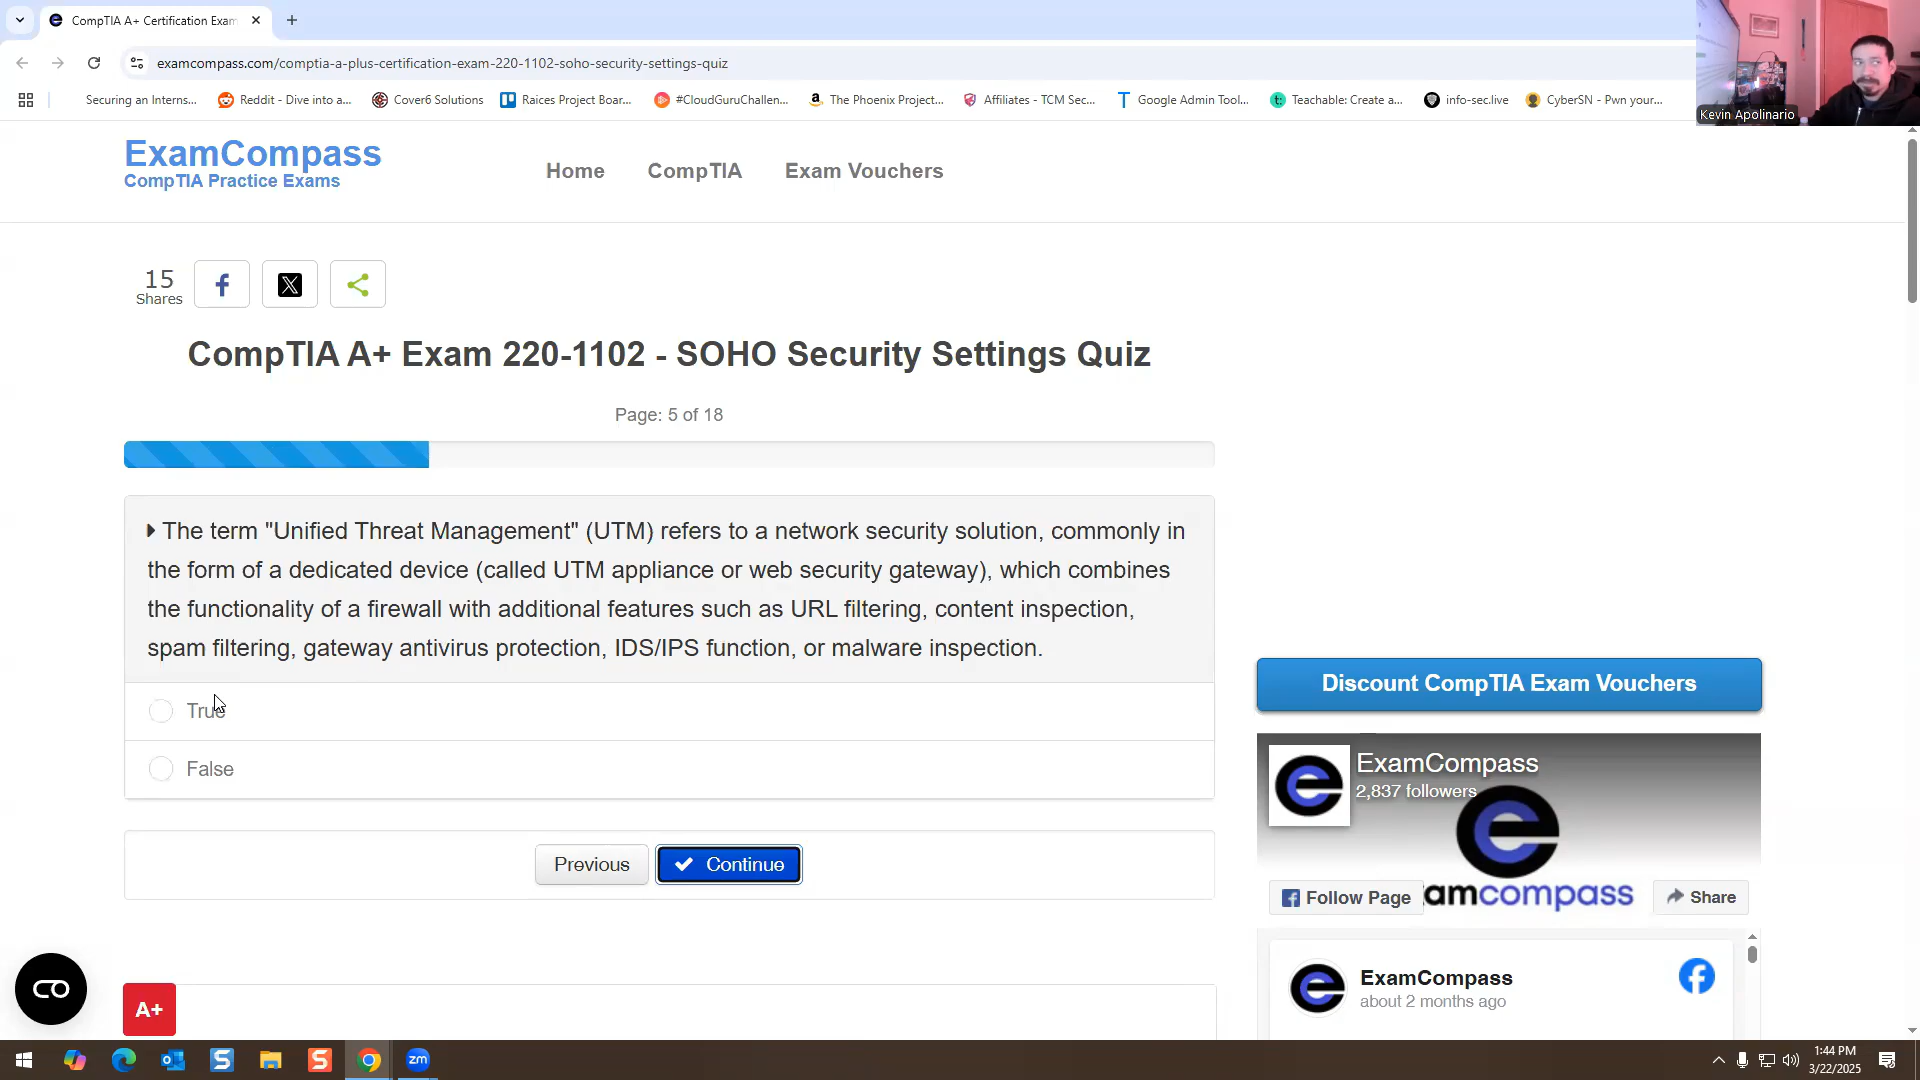 CompTIA A+ Certification Exam
examcompass.com/comptia-a-plus-certification-exam-220-1102-soho-security-settings-quiz
Securing an Interns...
Reddit - Dive into a...
Cover6 Solutions
Raices Project Boar...
#CloudGuruChallen...
The Phoenix Project...
Affiliates - TCM Sec...
Google Admin Tool...
Teachable: Create a...
info-sec.live
CyberSN - Pwn your...
Kevin Apolinario
ExamCompass
CompTIA Practice Exams
Home
CompTIA
Exam Vouchers
15
Shares
CompTIA A+ Exam 220-1102 - SOHO Security Settings Quiz
Page: 5 of 18
The term "Unified Threat Management" (UTM) refers to a network security solution, commonly in
the form of a dedicated device (called UTM appliance or web security gateway), which combines
the functionality of a firewall with additional features such as URL filtering, content inspection,
spam filtering, gateway antivirus protection, IDS/IPS function, or malware inspection.
True
False
Previous
Continue
Discount CompTIA Exam Vouchers
ExamCompass
2,837 followers
Follow Page
amcompass
Share
ExamCompass
about 2 months ago
A+
zm
1:44 PM
3/22/2025